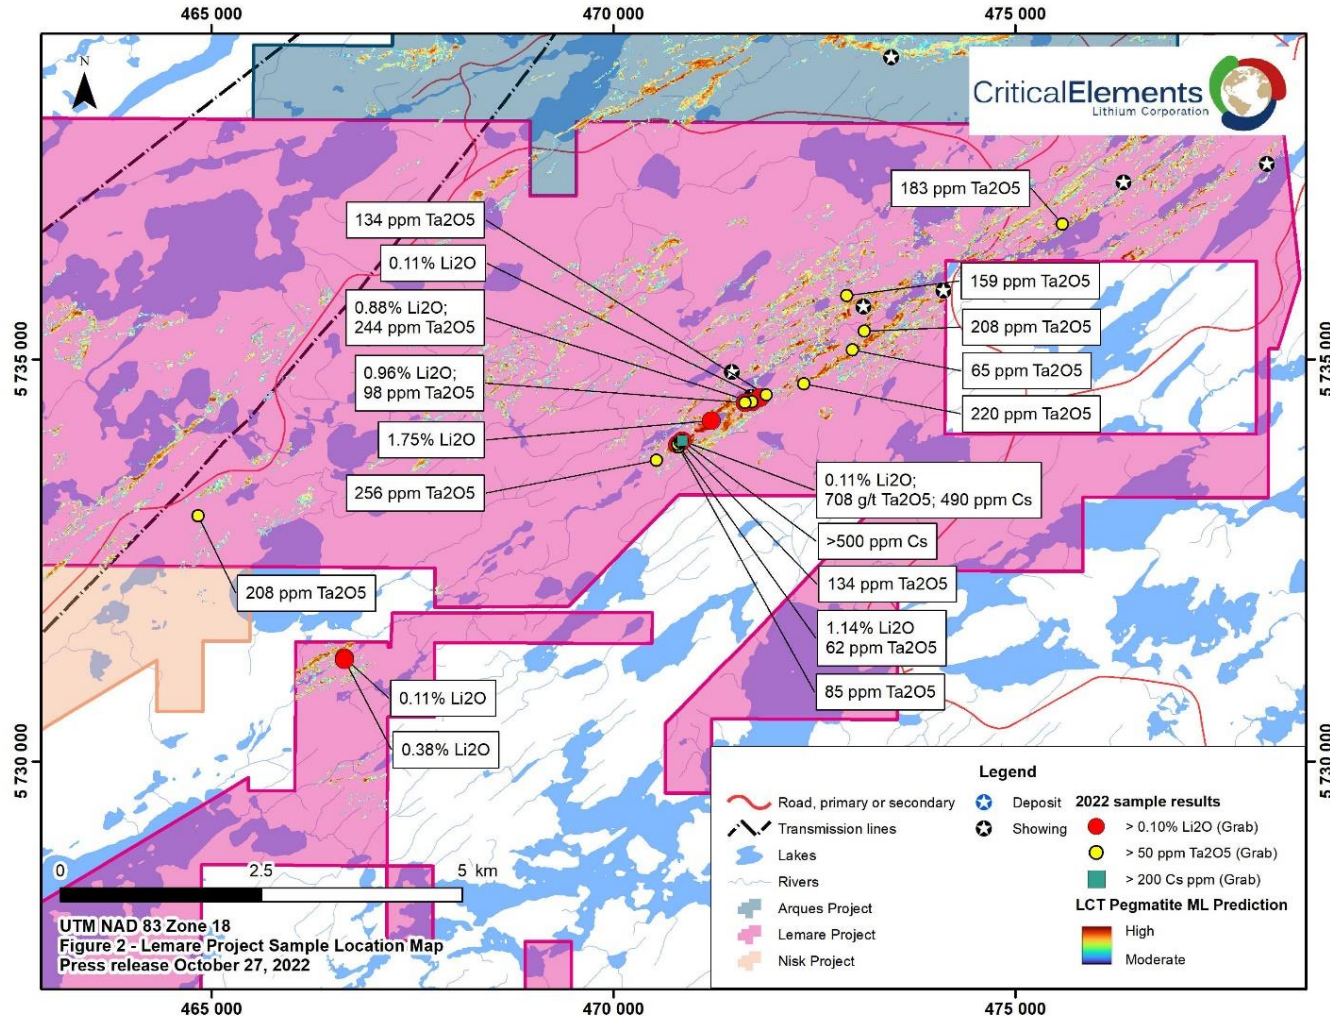 465 000
470 000
475 000
N
CriticalElements
Lithium Corporation
183 ppm Ta2O5
134 ppm Ta2O5
0.11% Li2O
159 ppm Ta2O5
0.88% Li2O;
244 ppm Ta2O5
208 ppm Ta2O5
5 735 000
5 735 000
0.96% Li2O;
98 ppm Ta2O5
65 ppm Ta2O5
220 ppm Ta2O5
1.75% Li2O
256 ppm Ta2O5
0.11% Li2O;
708 g/t Ta2O5; 490 ppm Cs
>500 ppm Cs
208 ppm Ta2O5
134 ppm Ta2O5
1.14% Li2O
62 ppm Ta2O5
85 ppm Ta2O5
0.11% Li2O
0.38% Li2O
5 730 000
5 730 000
Legend
Road, primary or secondary
Transmission lines
Lakes
Rivers
Arques Project
Lemare Project
Nisk Project
Deposit
Showing
2022 sample results
> 0.10% Li2O (Grab)
> 50 ppm Ta2O5 (Grab)
> 200 Cs ppm (Grab)
LCT Pegmatite ML Prediction
High
Moderate
0 2.5 5 km
UTM NAD 83 Zone 18
Figure 2 - Lemare Project Sample Location Map
Press release October 27, 2022
465 000
470 000
475 000